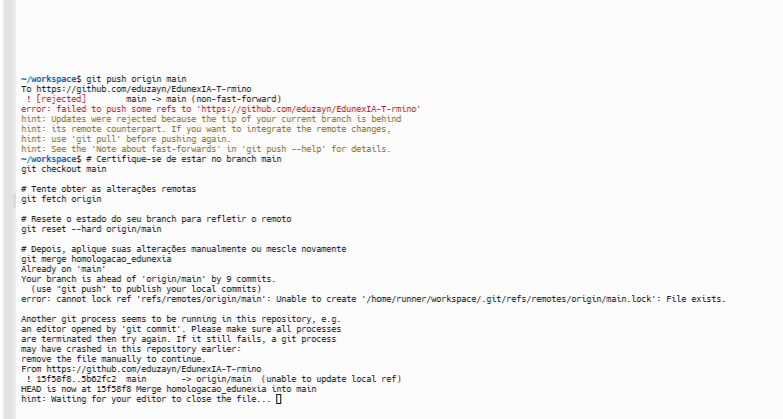 ~/workspace$ git push origin main
To https://github.com/eduzayn/EdunexIA-T-rmino
 ! [rejected]        main -> main (non-fast-forward)
error: failed to push some refs to 'https://github.com/eduzayn/EdunexIA-T-rmino'
hint: Updates were rejected because the tip of your current branch is behind
hint: its remote counterpart. If you want to integrate the remote changes,
hint: use 'git pull' before pushing again.
hint: See the 'Note about fast-forwards' in 'git push --help' for details.
~/workspace$ # Certifique-se de estar no branch main
git checkout main

# Tente obter as alterações remotas
git fetch origin

# Resete o estado do seu branch para refletir o remoto
git reset --hard origin/main

# Depois, aplique suas alterações manualmente ou mescle novamente
git merge homologacao_edunexia
Already on 'main'
Your branch is ahead of 'origin/main' by 9 commits.
  (use "git push" to publish your local commits)
error: cannot lock ref 'refs/remotes/origin/main': Unable to create '/home/runner/workspace/.git/refs/remotes/origin/main.lock': File exists.

Another git process seems to be running in this repository, e.g.
an editor opened by 'git commit'. Please make sure all processes
are terminated then try again. If it still fails, a git process
may have crashed in this repository earlier:
remove the file manually to continue.
From https://github.com/eduzayn/EdunexIA-T-rmino
 ! 15f58f8..5b62fc2  main       -> origin/main  (unable to update local ref)
HEAD is now at 15f58f8 Merge homologacao_edunexia into main
hint: Waiting for your editor to close the file...